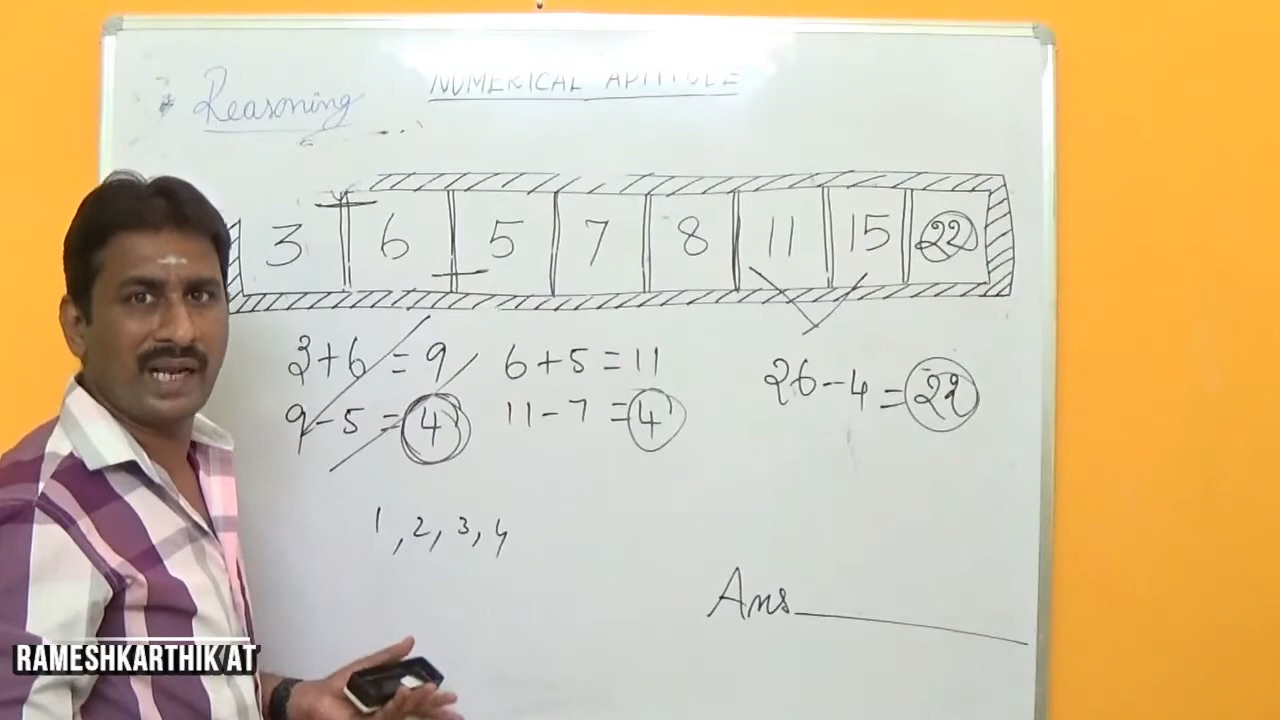 NUMERICAL APTITUDE
Reasoning
3 6 5 7 8 11 15 22
3+6 = 9
6+5 = 11
26-4 = 22
9-5 = 4
11-7 = 4
1, 2, 3, 4
Ans
RAMESHKARTHIK AT